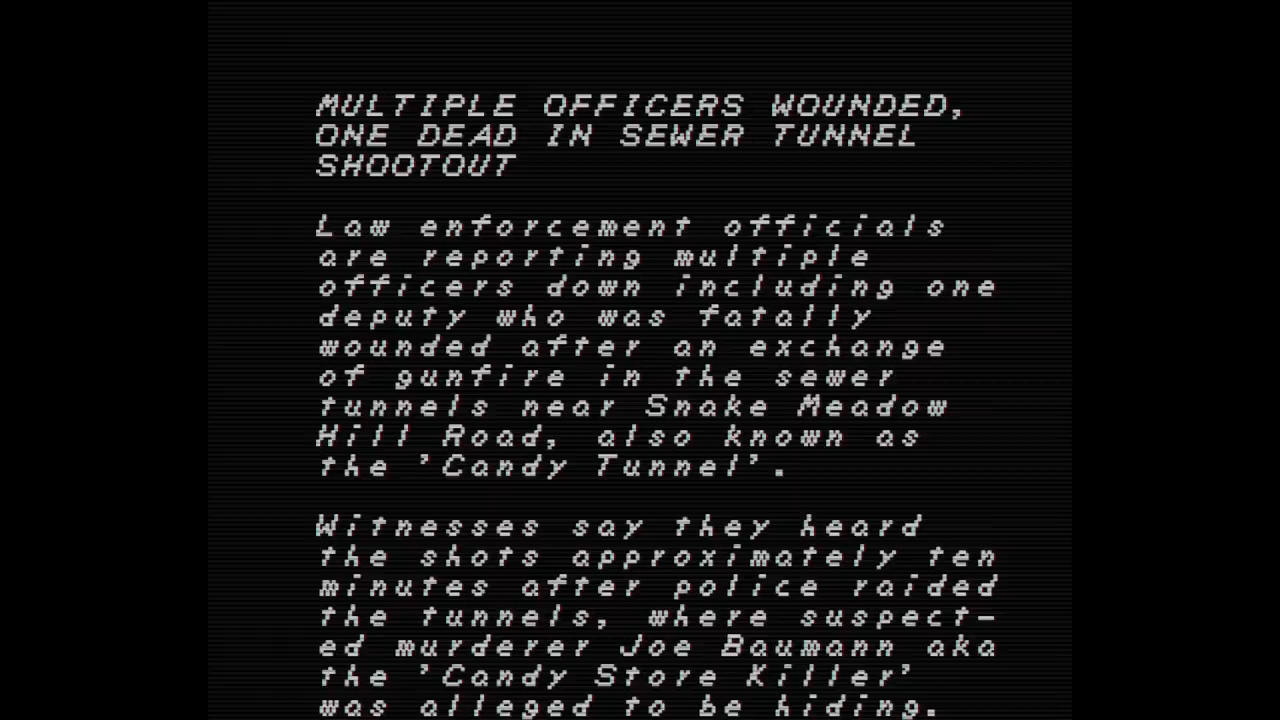 MULTIPLE OFFICERS WOUNDED,
ONE DEAD IN SEWER TUNNEL
SHOOTOUT
Law enforcement officials
are reporting multiple
officers down including one
deputy who was fatally
wounded after an exchange
of gunfire in the sewer
tunnels near Snake Meadow
Hill Road, also known as
the 'Candy Tunnel'.
Witnesses say they heard
the shots approximately ten
minutes after police raided
the tunnels, where suspect-
ed murderer Joe Baumann aka
the 'Candy Store Killer'
was alleged to be hiding.